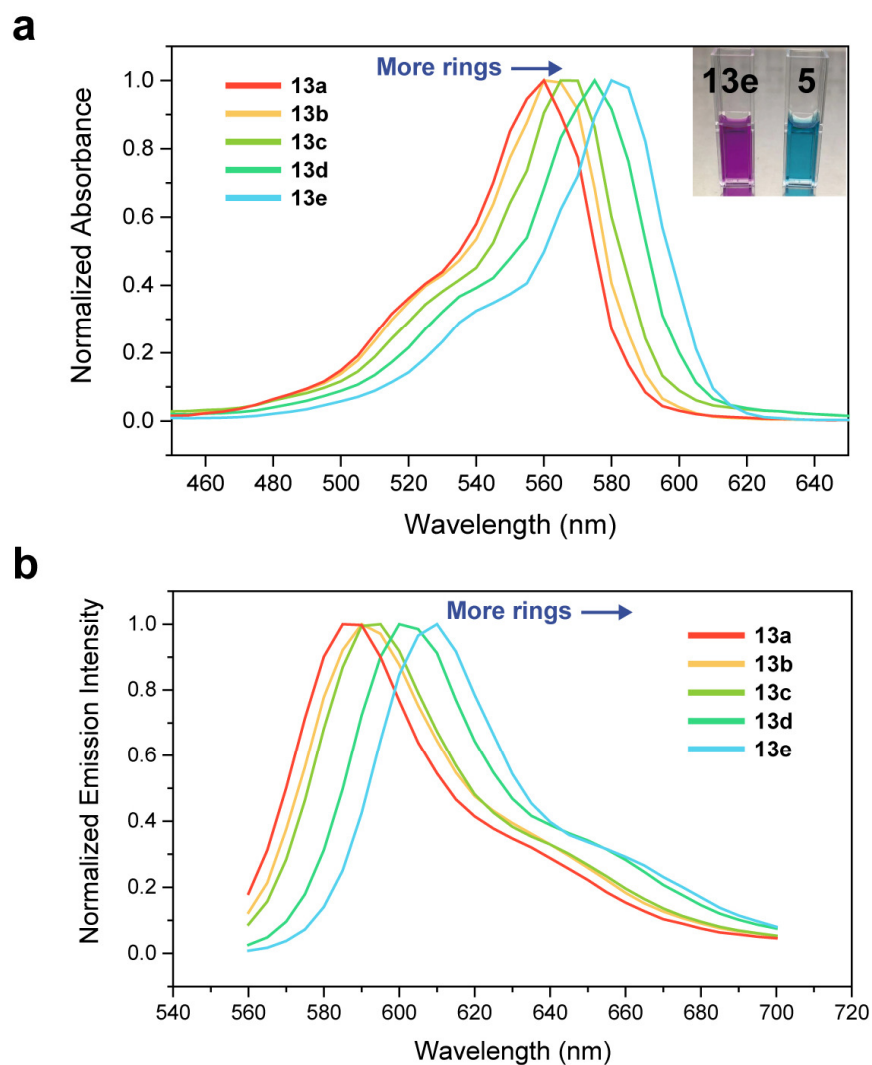 a
More rings
13a
13b
13c
13d
13e
13e 5
Normalized Absorbance
1.0
0.8
0.6
0.4
0.2
0.0
460 480 500 520 540 560 580 600 620 640
Wavelength (nm)
b
More rings
13a
13b
13c
13d
13e
Normalized Emission Intensity
1.0
0.8
0.6
0.4
0.2
0.0
540 560 580 600 620 640 660 680 700 720
Wavelength (nm)